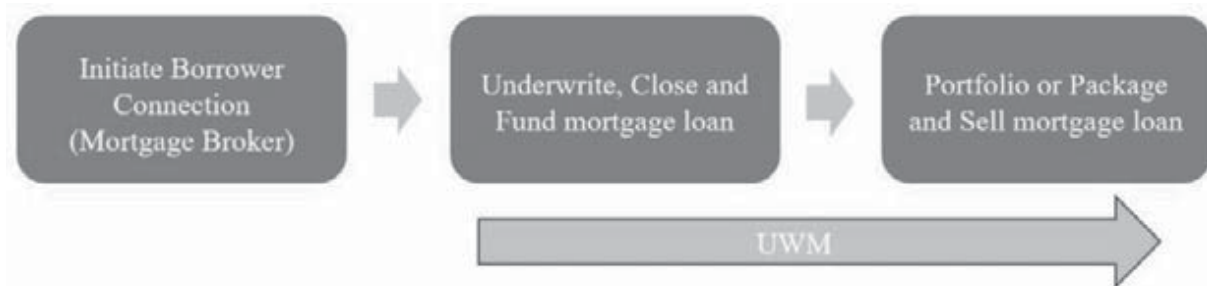 Initiate Borrower
Connection
(Mortgage Broker)
Underwrite, Close and
Fund mortgage loan
Portfolio or Package
and Sell mortgage loan
UWM